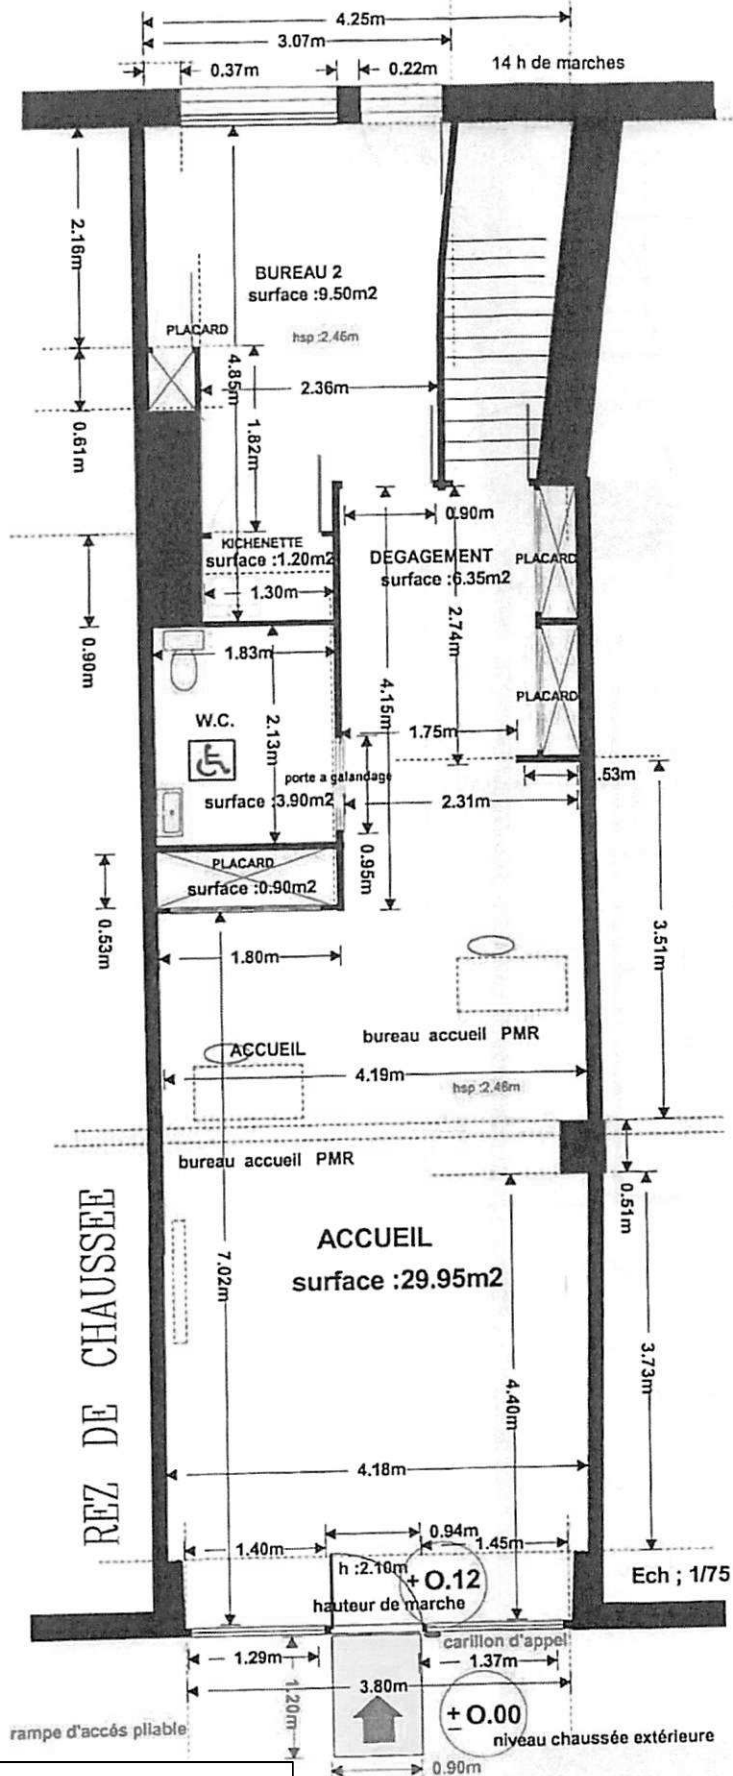 4.25m
3.07m
0.37m
0.22m
14 h de marches
2.16m
BUREAU 2
surface :9.50m2
PLACARD
hsp :2.46m
4.85m
2.36m
0.61m
1.82m
0.90m
KICHENETTE
surface :1.20m2
DEGAGEMENT
surface :6.35m2
PLACARD
1.30m
2.74m
0.90m
1.83m
4.15m
PLACARD
W.C.
2.13m
1.75m
porte a galandage
.53m
surface :3.90m2
2.31m
0.95m
PLACARD
surface :0.90m2
0.53m
3.51m
1.80m
bureau accueil PMR
ACCUEIL
4.19m
hsp :2.46m
bureau accueil PMR
0.51m
REZ DE CHAUSSEE
ACCUEIL
surface :29.95m2
7.02m
3.73m
4.40m
4.18m
0.94m
1.40m
1.45m
h :2.10m
+ O.12
Ech ; 1/75
hauteur de marche
carillon d'appel
1.29m
1.37m
1.20m
3.80m
± O.00
rampe d'accés pliable
niveau chaussée extérieure
0.90m